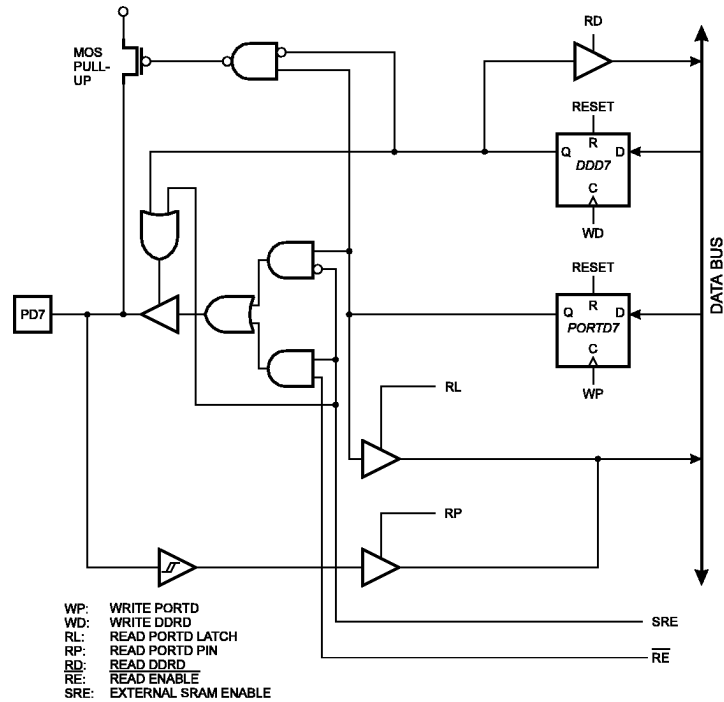 RD
MOS
PULL-
UP
RESET
R
Q
D
DDD7
C
WD
RESET
R
Q
D
PD7
PORTD7
DATA BUS
C
WP
RL
RP
WP: WRITE PORTD
WD: WRITE DDRD
RL: READ PORTD LATCH
RP: READ PORTD PIN
RD: READ DDRD
RE: READ ENABLE
SRE: EXTERNAL SRAM ENABLE
SRE
RE